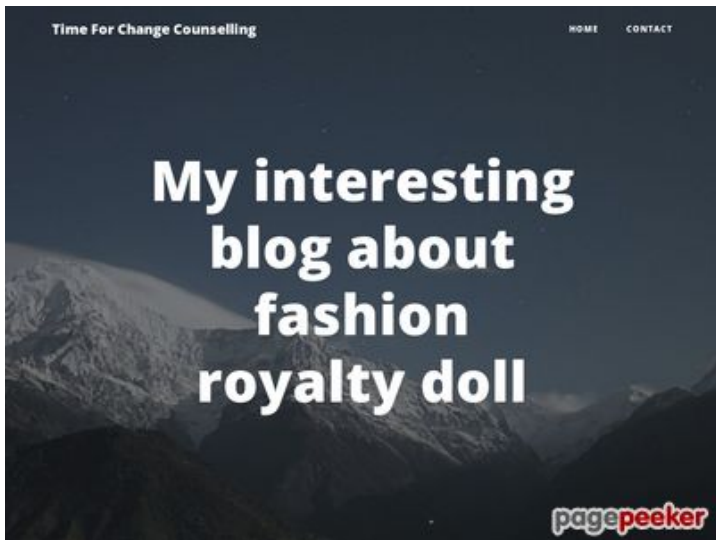 Time For Change Counselling
HOME CONTACT
My interesting
blog about
fashion
royalty doll
pagepeeker